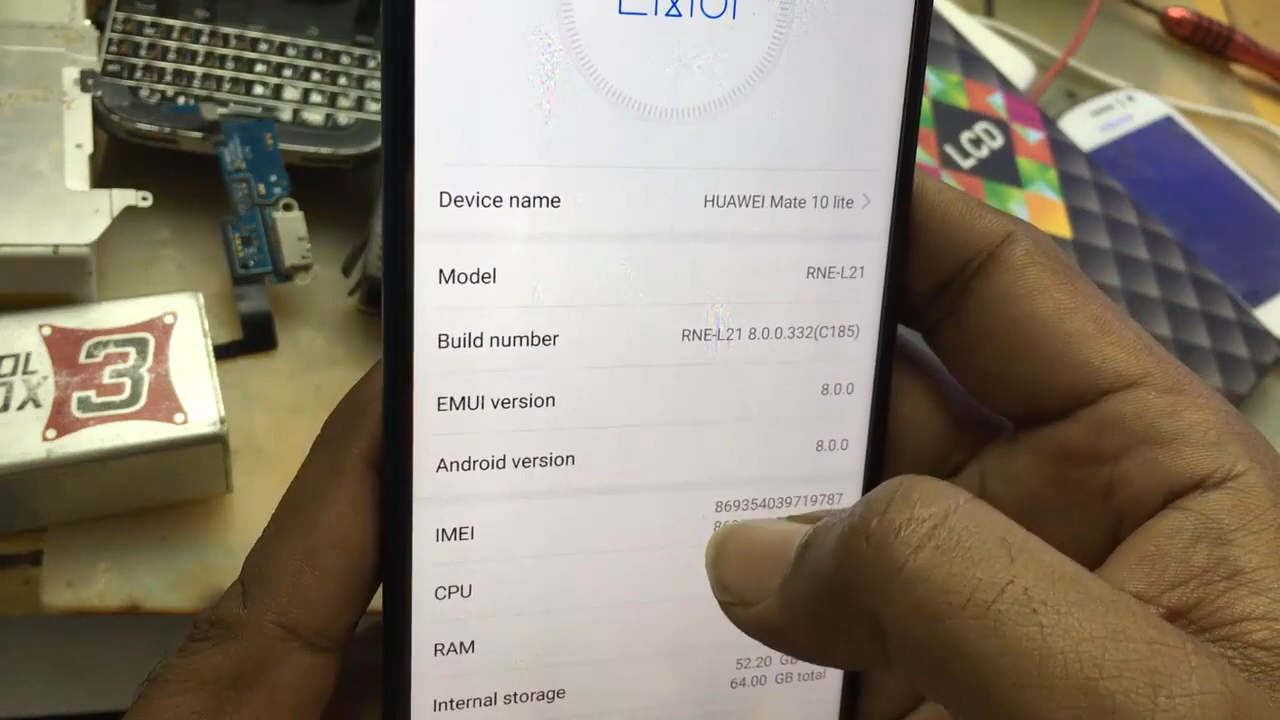 EMUI
Device name HUAWEI Mate 10 lite
Model RNE-L21
Build number RNE-L21 8.0.0.332(C185)
EMUI version 8.0.0
Android version 8.0.0
869354039719787
IMEI
CPU
RAM
52.20 GB
Internal storage 64.00 GB total
LCD
3